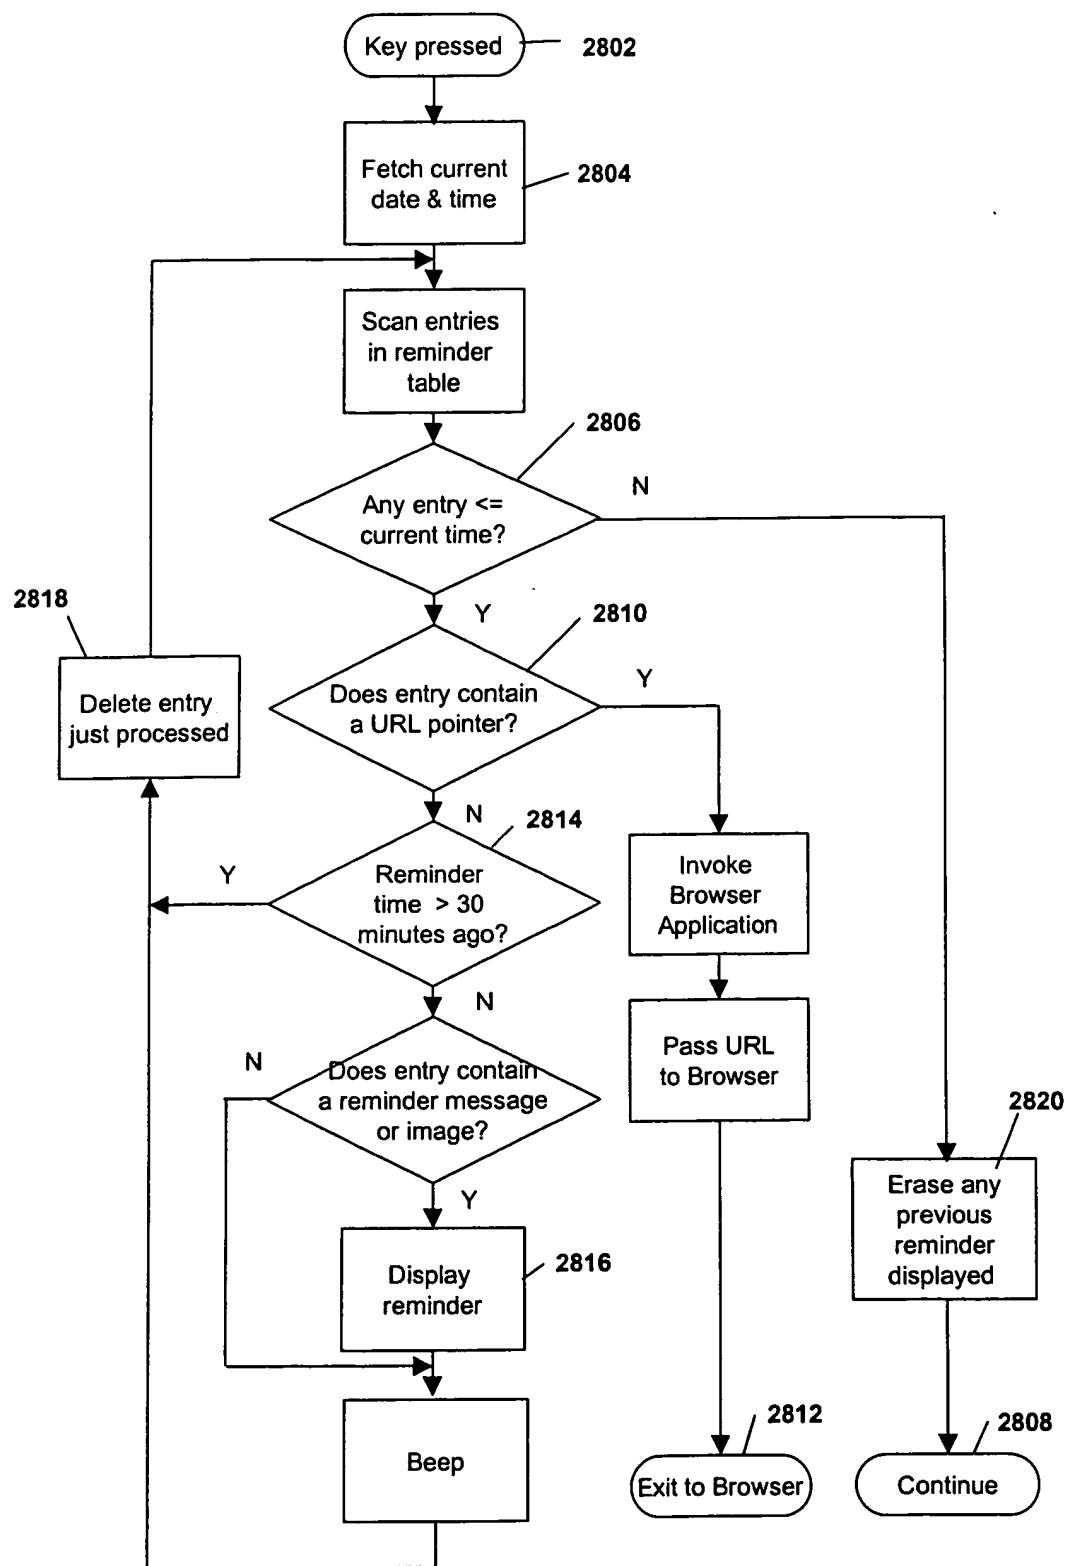 Key pressed
2802
Fetch current
date & time
2804
Scan entries
in reminder
table
2806
Any entry <=
current time?
N
2818
Y
2810
Delete entry
just processed
Does entry contain
a URL pointer?
Y
N
2814
Y
Reminder
time > 30
minutes ago?
Invoke
Browser
Application
N
N
Does entry contain
a reminder message
or image?
Pass URL
to Browser
2820
Y
Erase any
previous
reminder
displayed
Display
reminder
2816
2812
2808
Beep
Exit to Browser
Continue